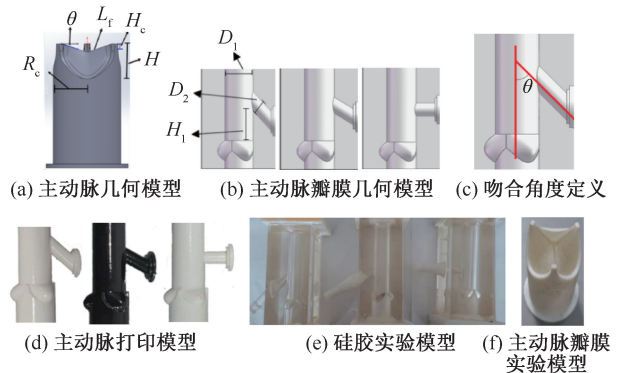 θ
L_f
H_c
R_c
H
D_1
D_2
H_1
θ
(a) 主动脉几何模型
(b) 主动脉瓣膜几何模型
(c) 吻合角度定义
(d) 主动脉打印模型
(e) 硅胶实验模型
(f) 主动脉瓣膜
实验模型